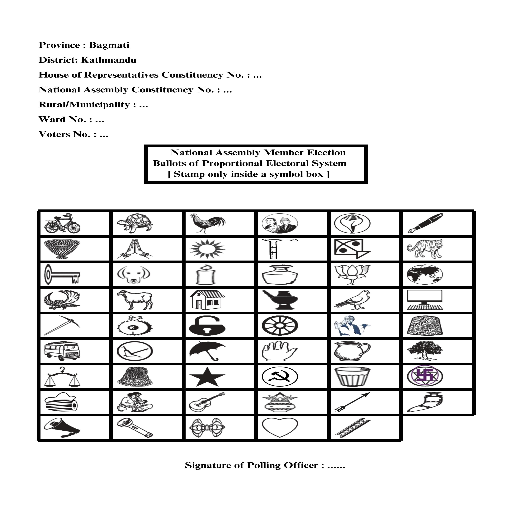 Province : Bagmati
District: Kathmandu
House of Representatives Constituency No. : ...
National Assembly Constituency No. : ...
Rural/Municipality : ...
Ward No. : ...
Voters No. : ...
National Assembly Member Election
Ballots of Proportional Electoral System
[ Stamp only inside a symbol box ]
Signature of Polling Officer : ......